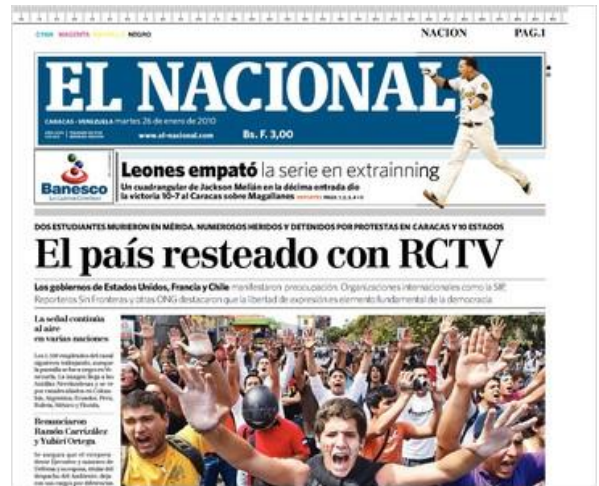 CYAN MAGENTA AMARILLO NEGRO
NACION PAG.1
EL NACIONAL
CARACAS - VENEZUELA martes 26 de enero de 2010
www.el-nacional.com Bs. F. 3,00
Banesco
Leones empató la serie en extrainning
Un cuadrangular de Jackson Melián en la décima entrada dio
la victoria 10-7 al Caracas sobre Magallanes
DOS ESTUDIANTES MURIERON EN MÉRIDA. NUMEROSOS HERIDOS Y DETENIDOS POR PROTESTAS EN CARACAS Y 10 ESTADOS
El país resteado con RCTV
Los gobiernos de Estados Unidos, Francia y Chile manifestaron preocupación. Organizaciones internacionales como la SIP,
Reporteros Sin Fronteras y otras ONG destacaron que la libertad de expresión es elemento fundamental de la democracia
La señal continúa
al aire
en varias naciones
Renunciaron
Ramón Carrizález
y Yubirí Ortega